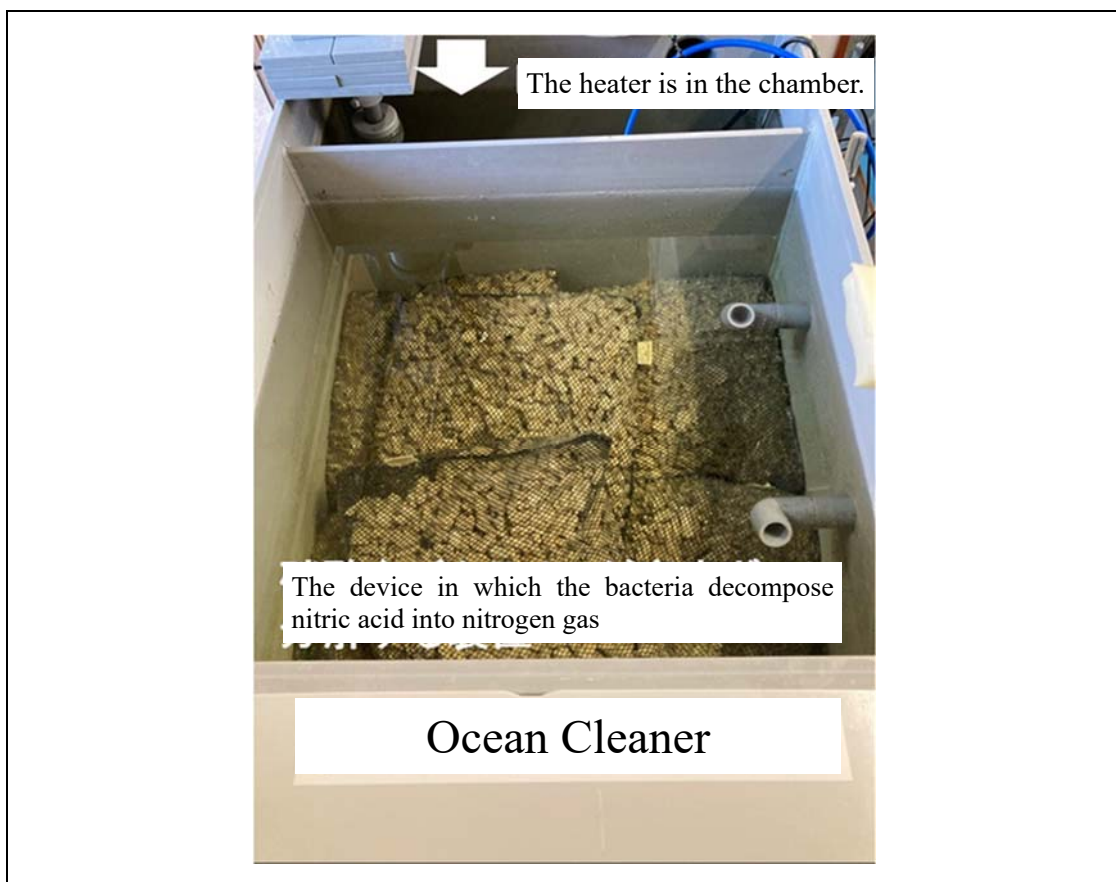 The heater is in the chamber.
The device in which the bacteria decompose
nitric acid into nitrogen gas
Ocean Cleaner